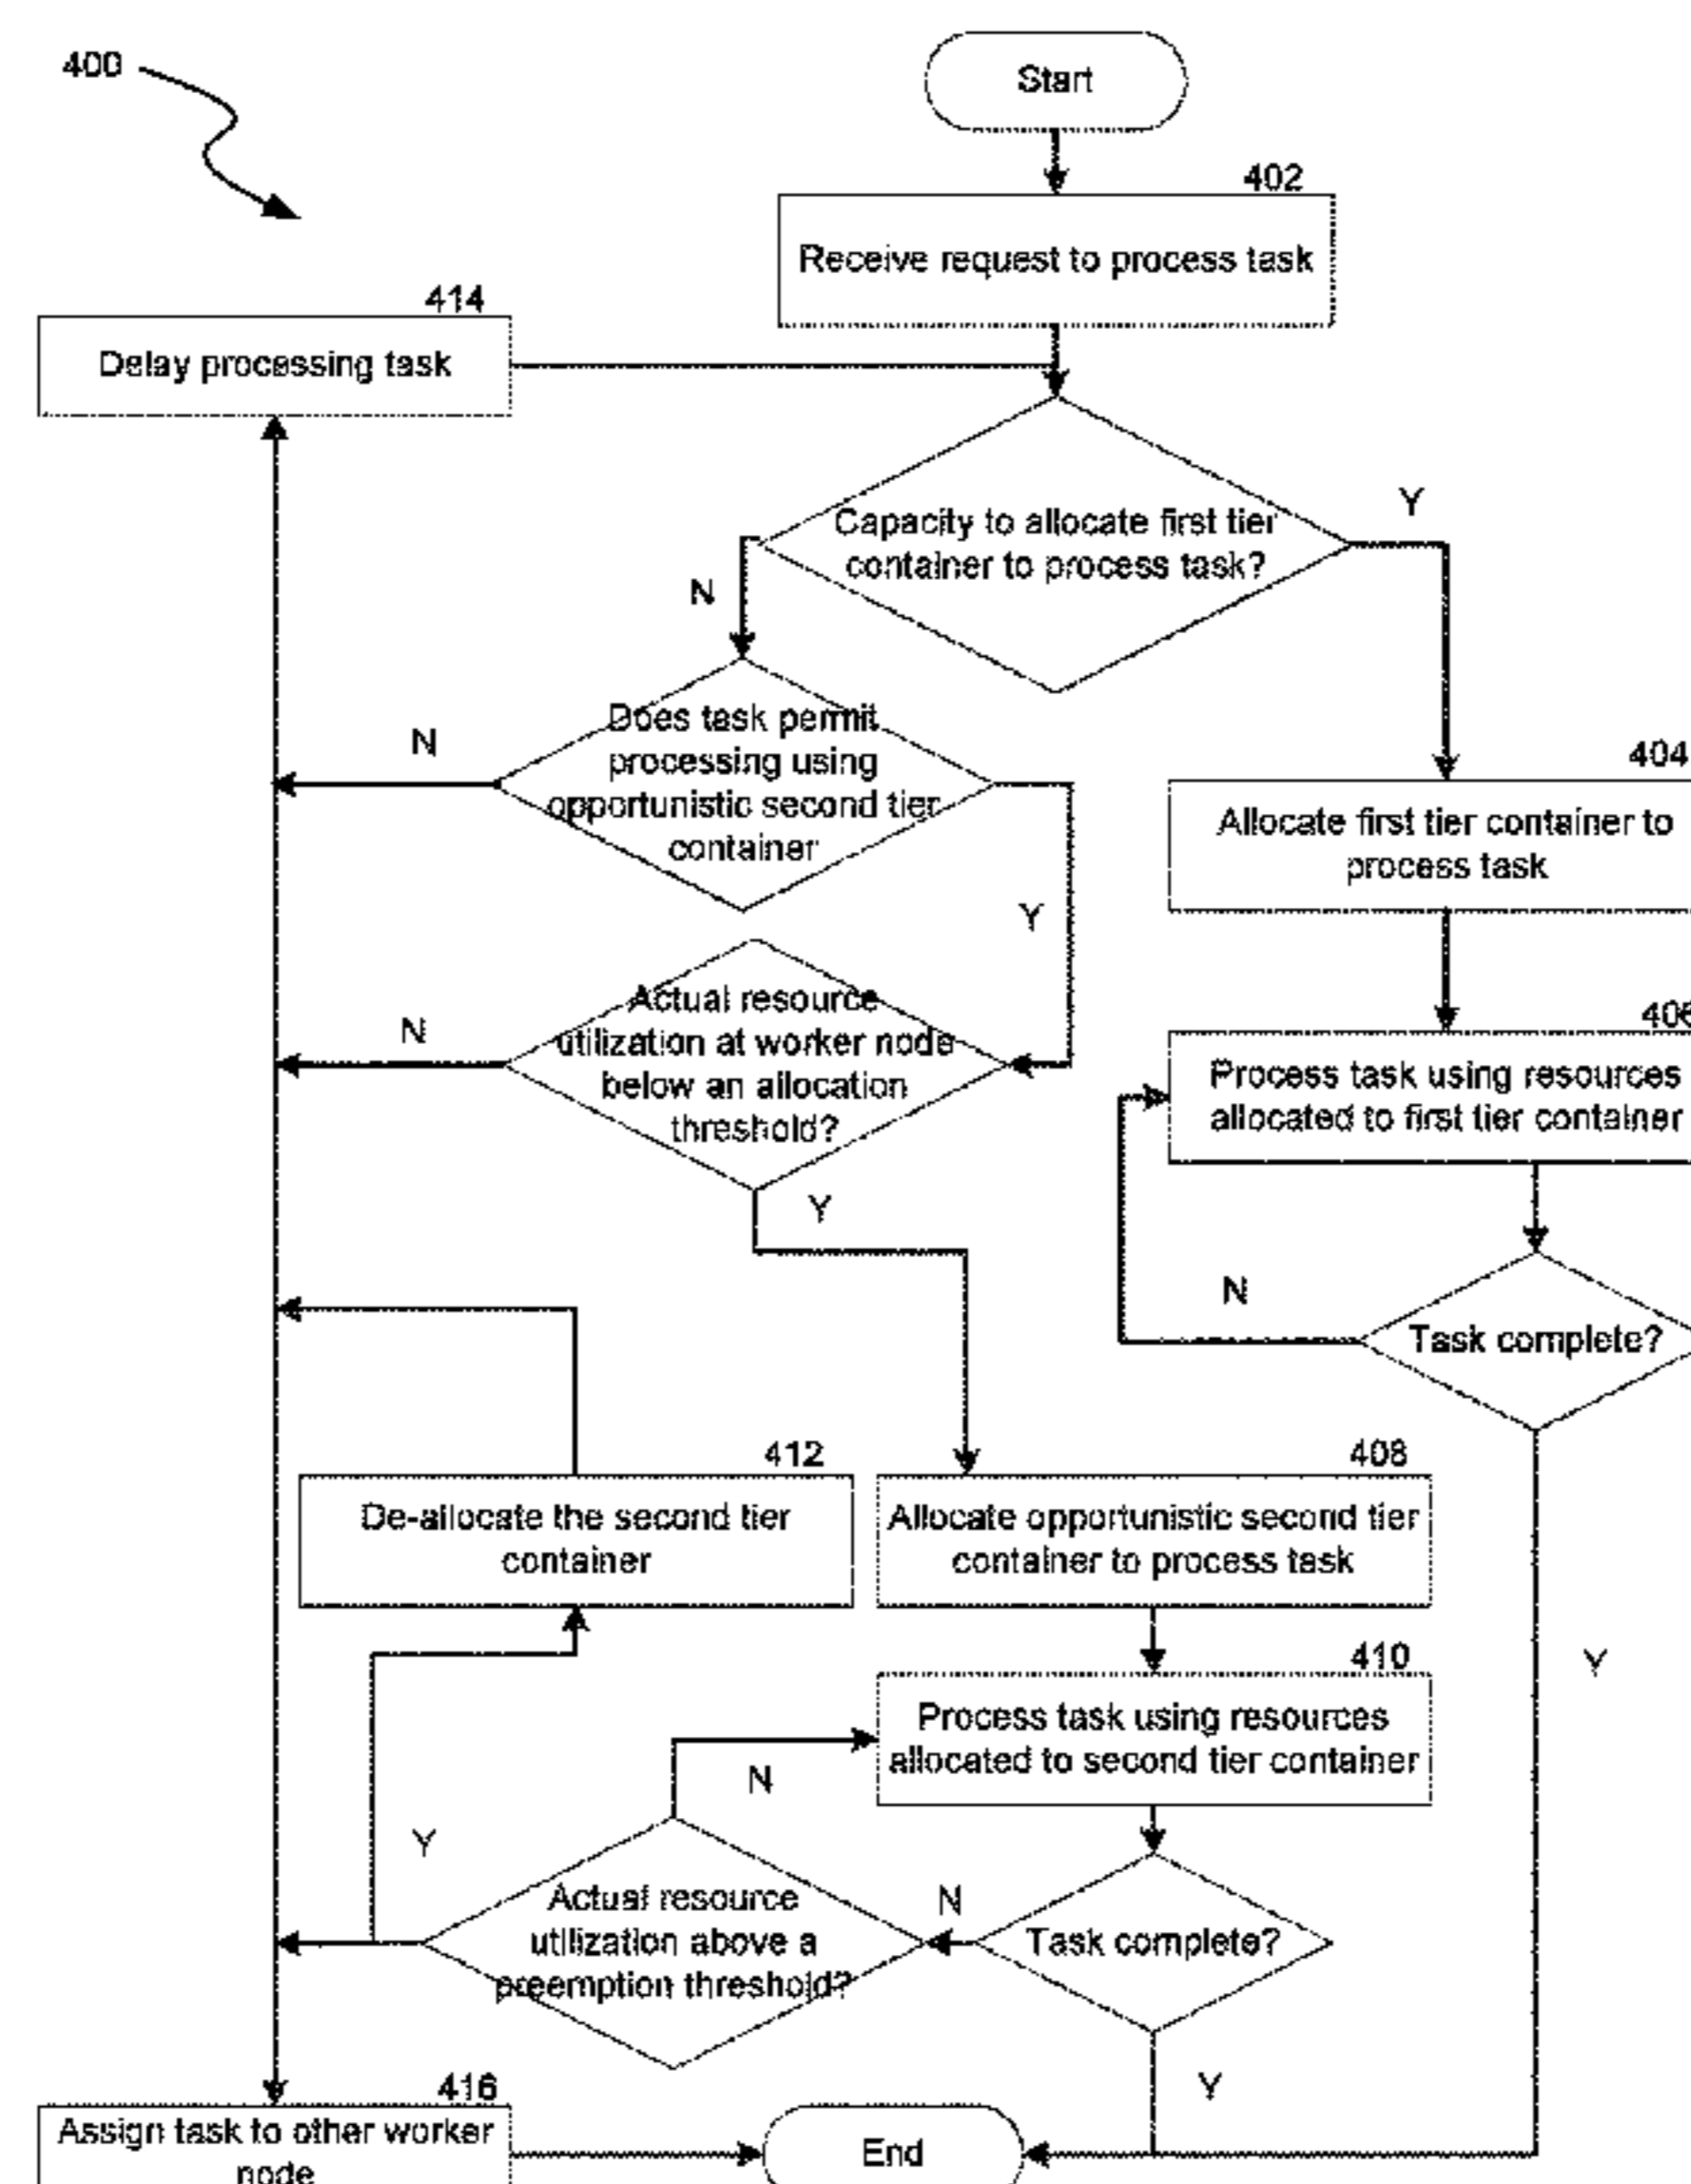 400
Start
402
Receive request to process task
414
Delay processing task
Capacity to allocate first tier
container to process task?
Y
N
Does task permit
processing using
opportunistic second tier
container
N
Y
404
Allocate first tier container to
process task
Actual resource
utilization at worker node
below an allocation
threshold?
N
Y
406
Process task using resources
allocated to first tier container
N
Task complete?
Y
412
De-allocate the second tier
container
408
Allocate opportunistic second tier
container to process task
410
Process task using resources
allocated to second tier container
N
Y
Actual resource
utilization above a
preemption threshold?
N
Task complete?
Y
416
Assign task to other worker
node
End